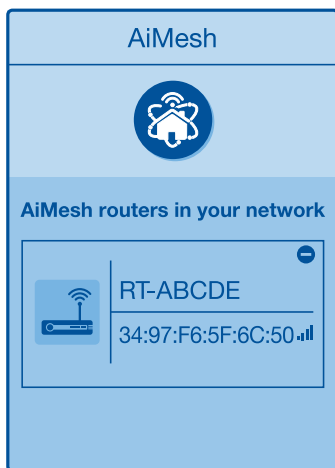 AiMesh
AiMesh routers in your network
RT-ABCDE
34:97:F6:5F:6C:50